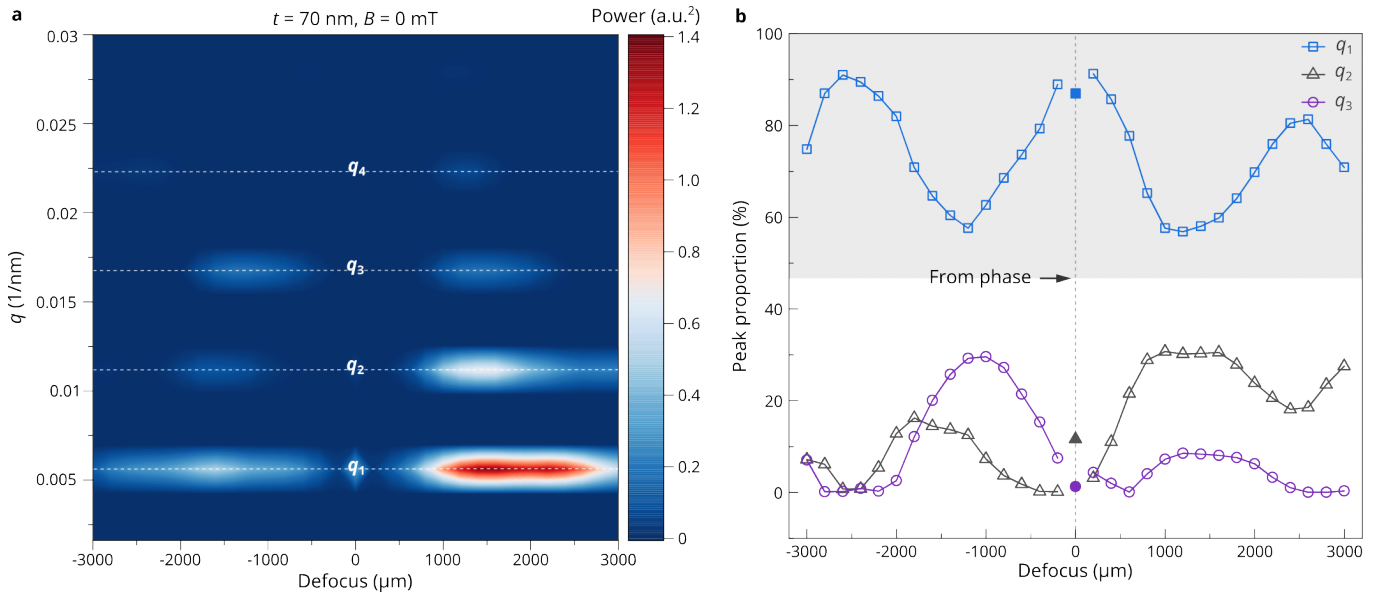 a
t = 70 nm, B = 0 mT
Power (a.u.²)
0.03
0.025
0.02
0.015
0.01
0.005
q (1/nm)
q₄
q₃
q₂
q₁
-3000
-2000
-1000
0
1000
2000
3000
Defocus (µm)
1.4
1.2
1.0
0.8
0.6
0.4
0.2
0
b
100
80
60
40
20
0
Peak proportion (%)
q₁
q₂
q₃
From phase
-3000
-2000
-1000
0
1000
2000
3000
Defocus (µm)